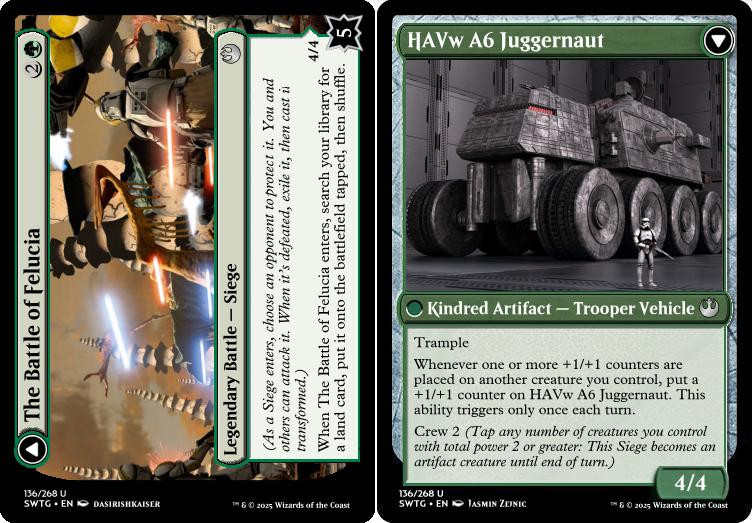 The Battle of Felucia
2
Legendary Battle — Siege
(As a Siege enters, choose an opponent to protect it. You and
others can attack it. When it's defeated, exile it, then cast it
transformed.)
When The Battle of Felucia enters, search your library for
a land card, put it onto the battlefield tapped, then shuffle.
4/4
5
136/268 U
SWTG • EN DASIRISHKAISER
™ & © 2025 Wizards of the Coast
HAVw A6 Juggernaut
Kindred Artifact — Trooper Vehicle
Trample
Whenever one or more +1/+1 counters are
placed on another creature you control, put a
+1/+1 counter on HAVw A6 Juggernaut. This
ability triggers only once each turn.
Crew 2 (Tap any number of creatures you control
with total power 2 or greater: This Siege becomes an
artifact creature until end of turn.)
4/4
136/268 U
SWTG • EN JASMIN ZEJNIC
™ & © 2025 Wizards of the Coast